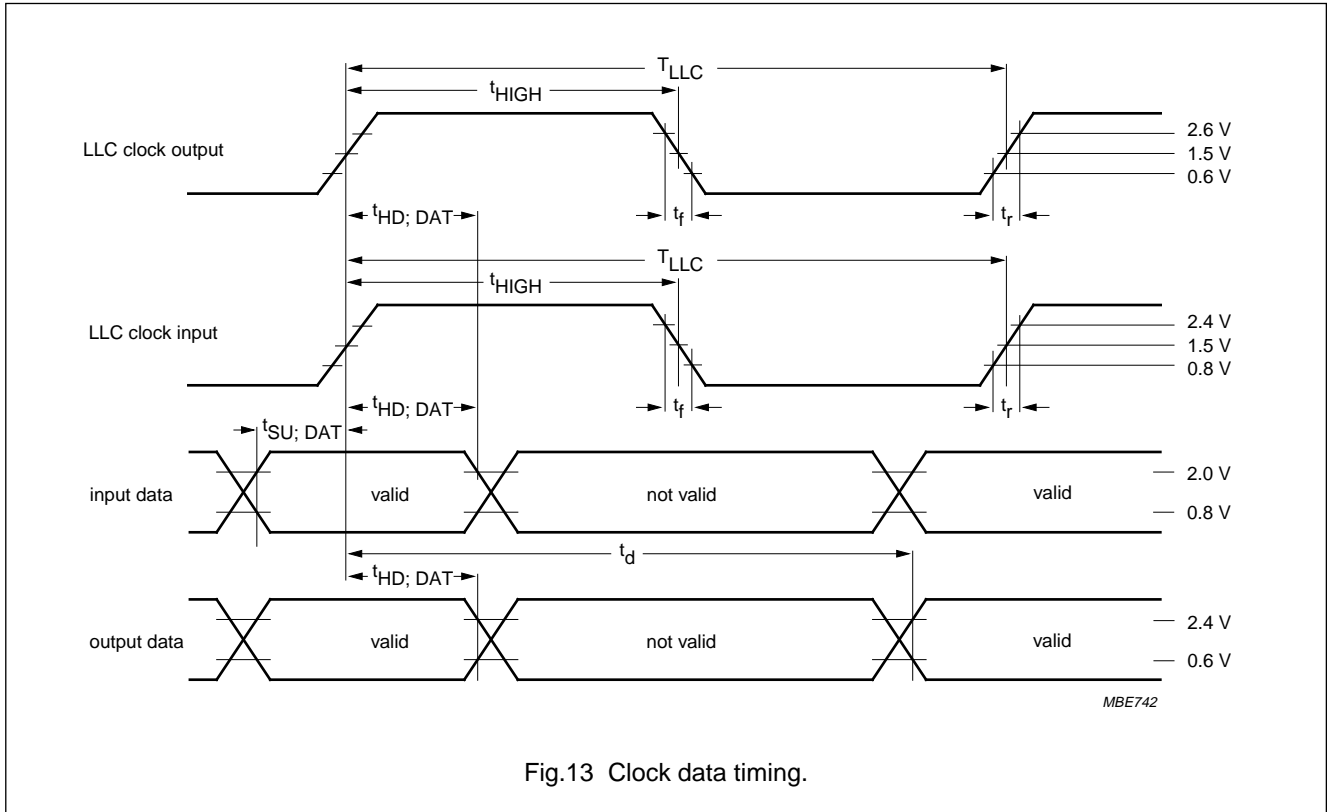 T_LLC
t_HIGH
LLC clock output
2.6 V
1.5 V
0.6 V
t_HD; DAT
t_f
t_r
T_LLC
t_HIGH
LLC clock input
2.4 V
1.5 V
0.8 V
t_HD; DAT
t_f
t_r
t_SU; DAT
input data
valid
not valid
valid
2.0 V
0.8 V
t_d
t_HD; DAT
output data
valid
not valid
valid
2.4 V
0.6 V
MBE742
Fig.13 Clock data timing.